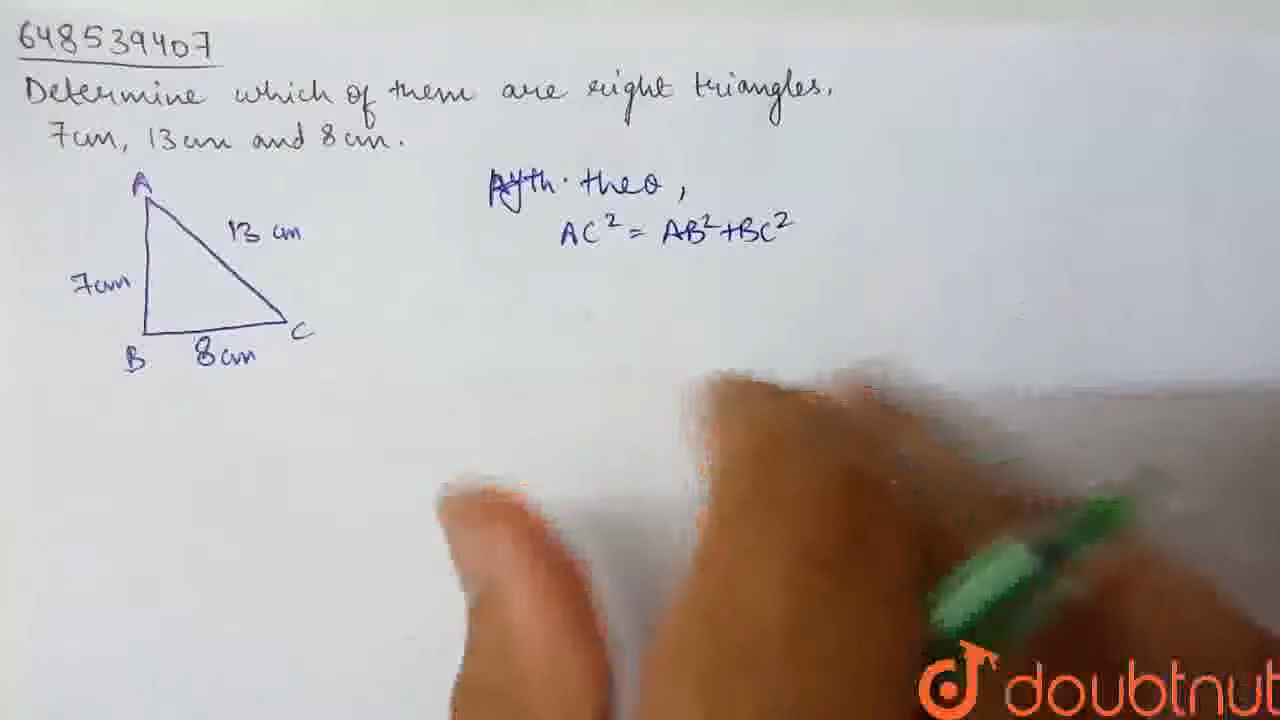 648539407
Determine which of them are right triangles.
7cm, 13cm and 8cm.
A
Pyth. theo,
13 cm
AC² = AB²+BC²
7cm
B
8cm
C
doubtnut